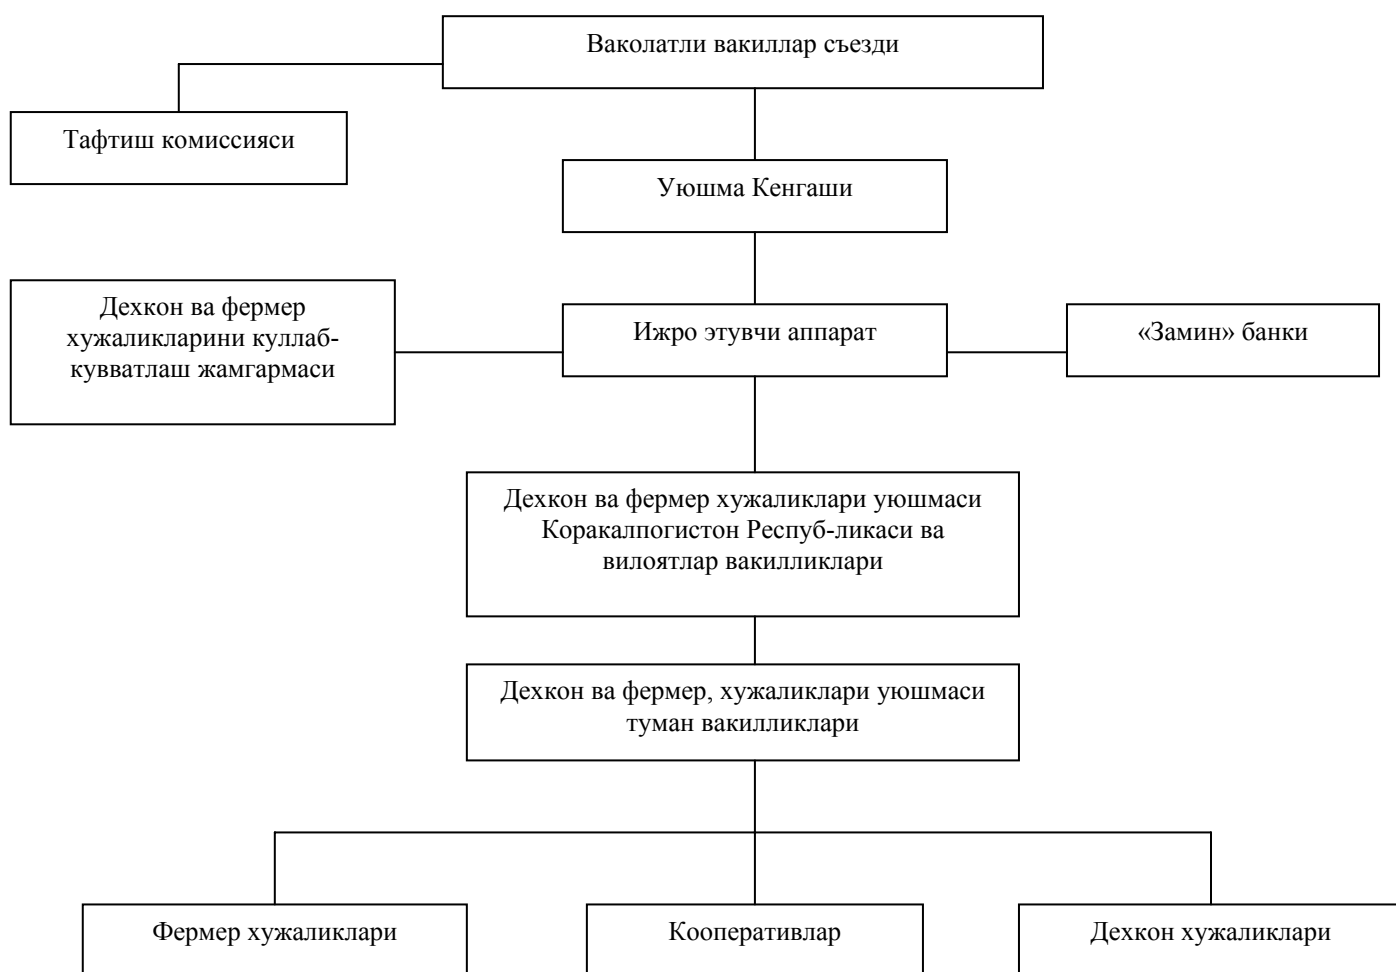 Ваколатли вакиллар съезди
Тафтиш комиссияси
Уюшма Кенгаши
Дехкон ва фермер
хужаликларини куллаб-
кувватлаш жамгармаси
Ижро этувчи аппарат
«Замин» банки
Дехкон ва фермер хужаликлари уюшмаси
Коракалпогистон Респуб-ликаси ва
вилоятлар вакилликлари
Дехкон ва фермер, хужаликлари уюшмаси
туман вакилликлари
Фермер хужаликлари
Кооперативлар
Дехкон хужаликлари